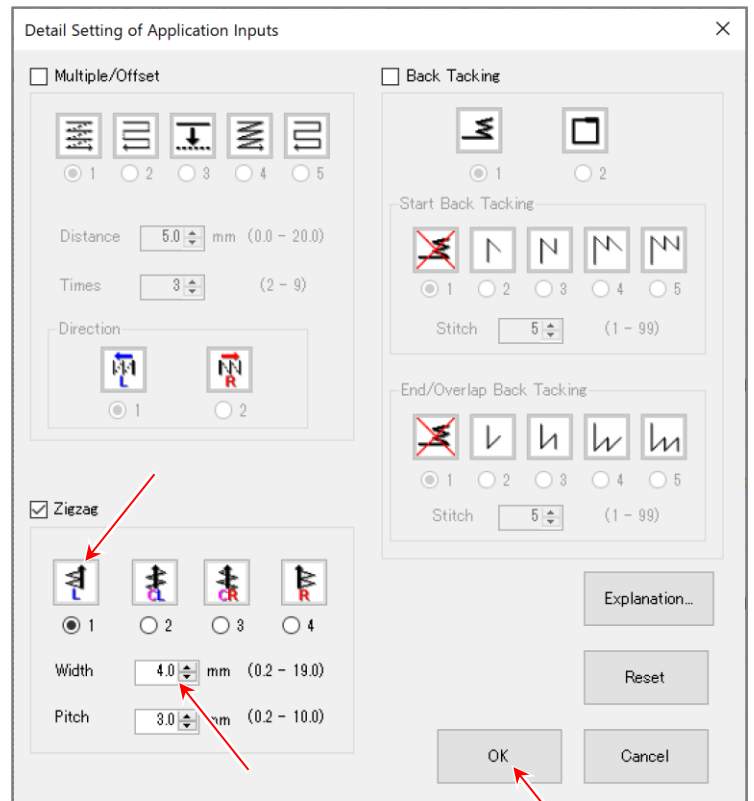 Detail Setting of Application Inputs
Multiple/Offset
1 2 3 4 5
Distance 5.0 mm (0.0 - 20.0)
Times 3 (2 - 9)
Direction
L R
1 2
Zigzag
L CL CR R
1 2 3 4
Width 4.0 mm (0.2 - 19.0)
Pitch 3.0 mm (0.2 - 10.0)
Back Tacking
1 2
Start Back Tacking
1 2 3 4 5
Stitch 5 (1 - 99)
End/Overlap Back Tacking
1 2 3 4 5
Stitch 5 (1 - 99)
Explanation...
Reset
OK Cancel